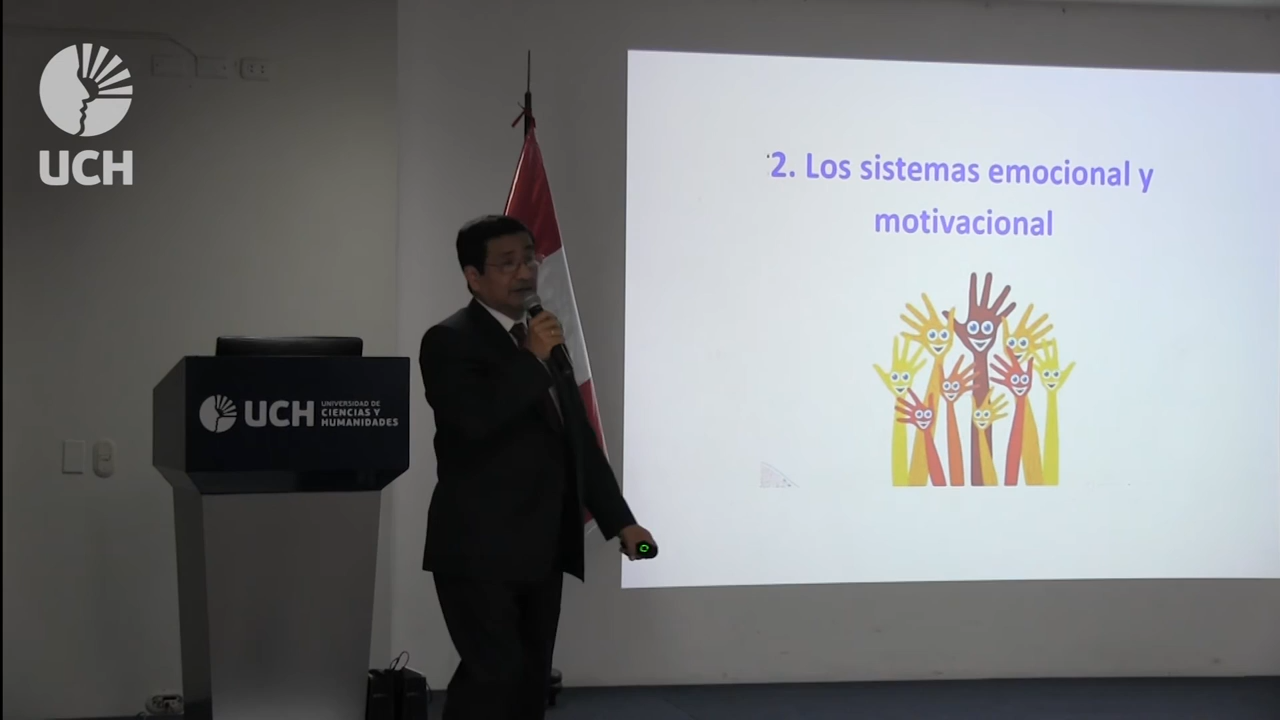 UCH
2. Los sistemas emocional y
motivacional
UCH
UNIVERSIDAD DE
CIENCIAS Y
HUMANIDADES